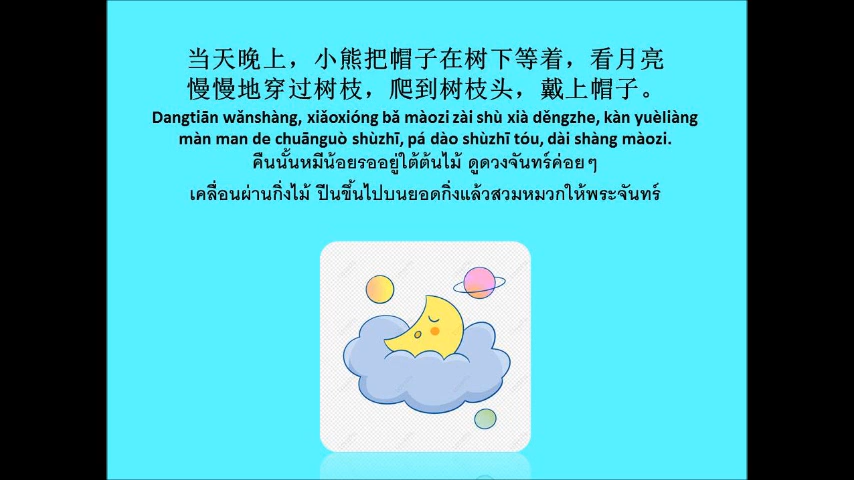 当天晚上，小熊把帽子在树下等着，看月亮
慢慢地穿过树枝，爬到树枝头，戴上帽子。
Dangtiān wǎnshàng, xiǎoxióng bǎ màozi zài shù xià děngzhe, kàn yuèliàng
màn man de chuānguò shùzhī, pá dào shùzhī tóu, dài shàng màozi.
คืนนั้นหมีน้อยรออยู่ใต้ต้นไม้ ดูดวงจันทร์ค่อยๆ
เคลื่อนผ่านกิ่งไม้ ปีนขึ้นไปบนยอดกิ่งแล้วสวมหมวกให้พระจันทร์